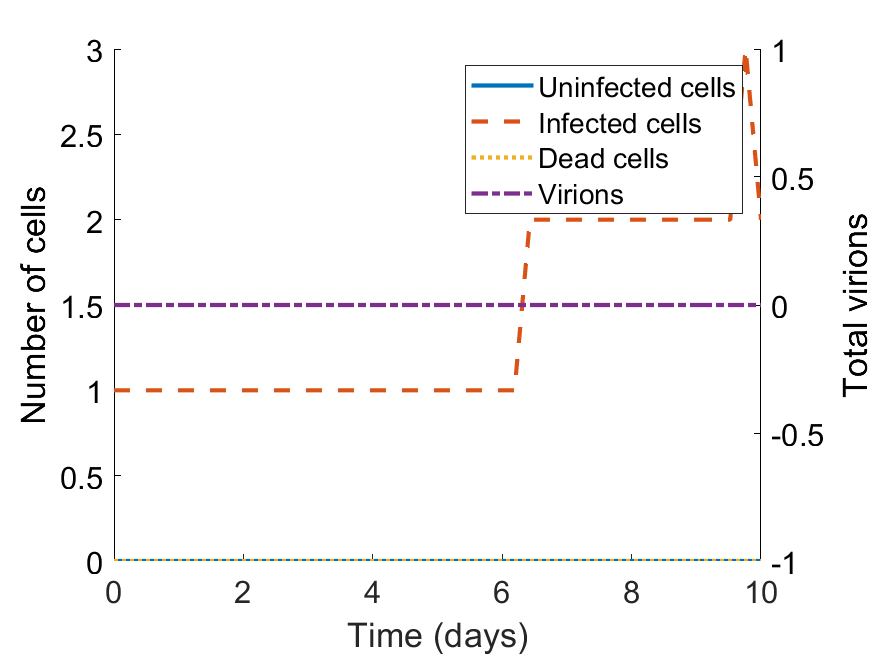 3
2.5
2
1.5
1
0.5
0
Number of cells
Uninfected cells
Infected cells
Dead cells
Virions
1
0.5
0
-0.5
-1
Total virions
0 2 4 6 8 10
Time (days)